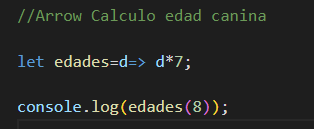 //Arrow Calculo edad canina
let edades=d=> d*7;
console.log(edades(8));